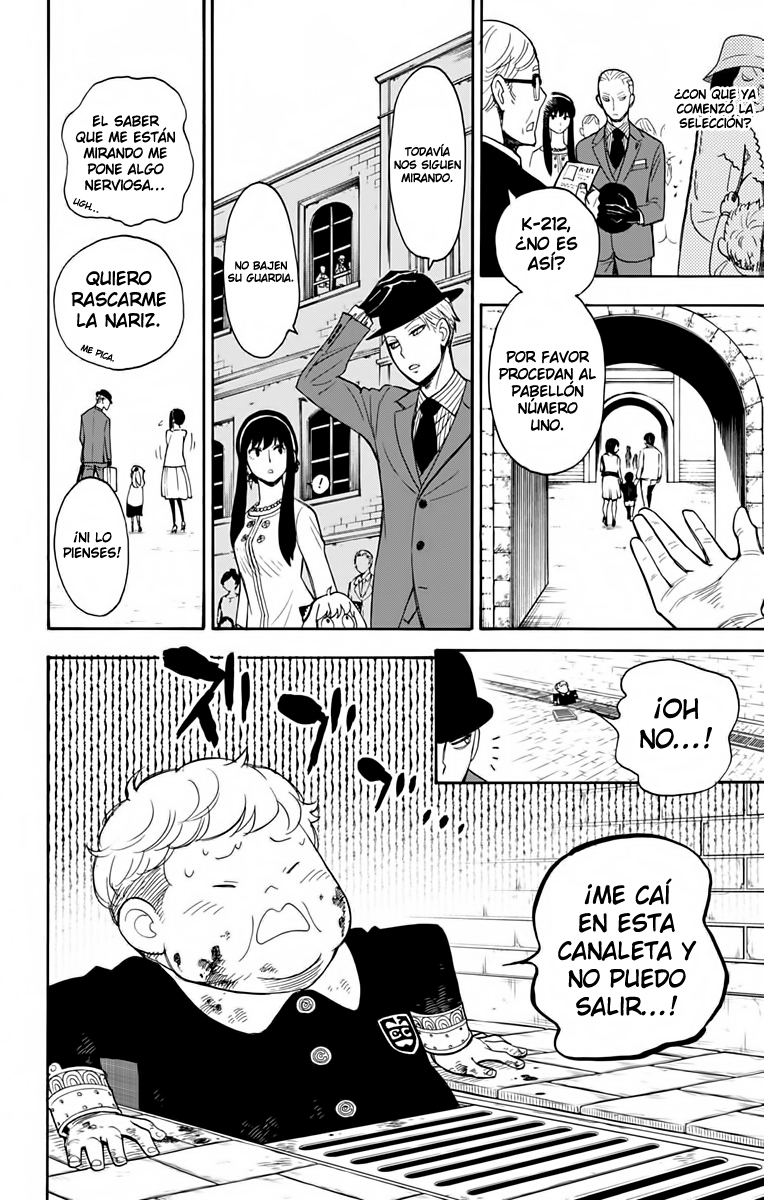 ¿CON QUE YA
COMENZÓ LA
SELECCIÓN?
K-212
K-212,
¿NO ES
ASÍ?
POR FAVOR
PROCEDAN AL
PABELLÓN
NÚMERO
UNO.
TODAVÍA
NOS SIGUEN
MIRANDO.
NO BAJEN
SU GUARDIA.
!
EL SABER
QUE ME ESTÁN
MIRANDO ME
PONE ALGO
NERVIOSA...
UGH...
QUIERO
RASCARME
LA NARIZ.
ME PICA.
¡NI LO
PIENSES!
¡OH
NO...!
¡ME CAÍ
EN ESTA
CANALETA Y
NO PUEDO
SALIR...!